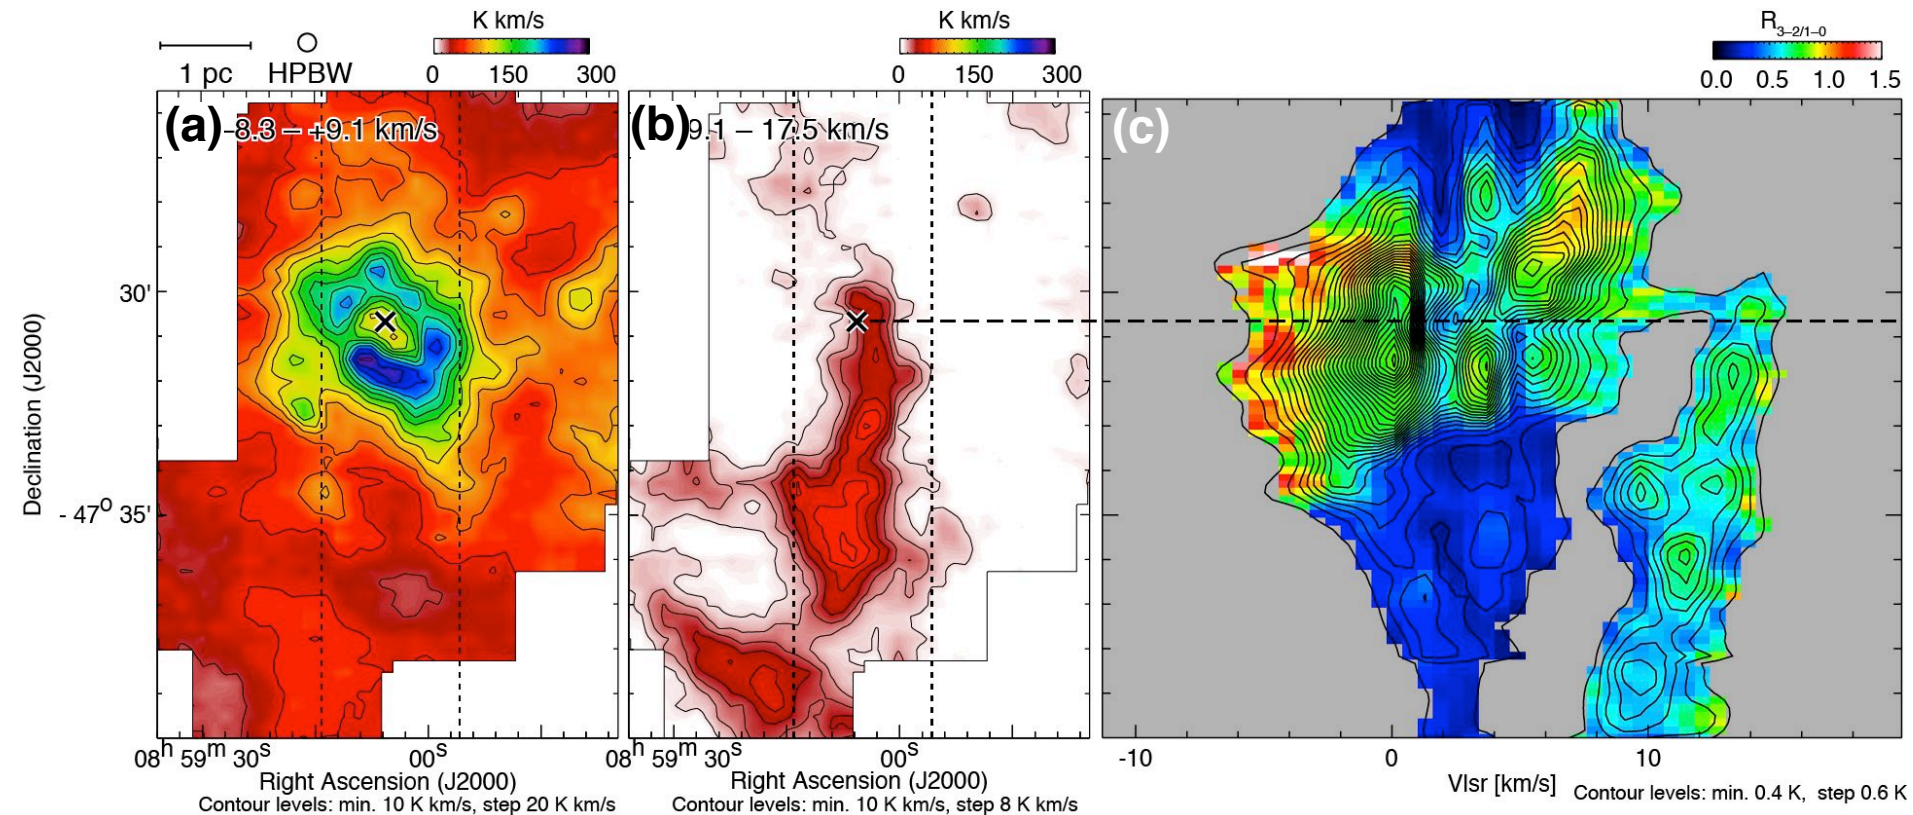 K km/s
K km/s
R3–2/1–0
1 pc
HPBW
0 150 300
0 150 300
0.0 0.5 1.0 1.5
(a) -8.3 – +9.1 km/s
(b) 9.1 – 17.5 km/s
(c)
30'
- 47o 35'
Declination (J2000)
08h 59m 30s 00s
h 59m 30s 00s
-10 0 10
Right Ascension (J2000)
Right Ascension (J2000)
Vlsr [km/s]
Contour levels: min. 10 K km/s, step 20 K km/s
Contour levels: min. 10 K km/s, step 8 K km/s
Contour levels: min. 0.4 K, step 0.6 K